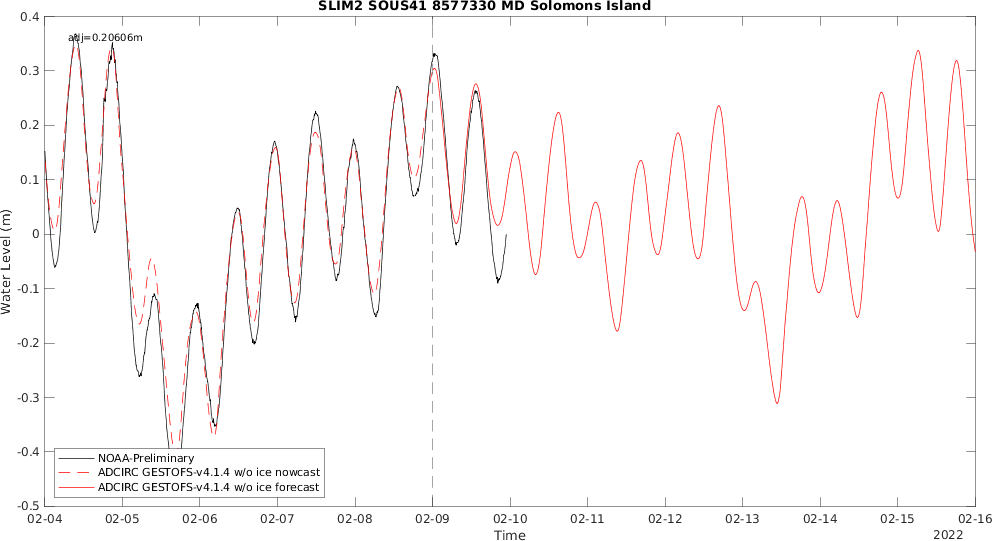 SLIM2 SOUS41 8577330 MD Solomons Island
adj=0.20606m
0.4
0.3
0.2
0.1
0
-0.1
-0.2
-0.3
-0.4
-0.5
Water Level (m)
NOAA-Preliminary
ADCIRC GESTOFS-v4.1.4 w/o ice nowcast
ADCIRC GESTOFS-v4.1.4 w/o ice forecast
02-04 02-05 02-06 02-07 02-08 02-09 02-10 02-11 02-12 02-13 02-14 02-15 02-16
Time
2022